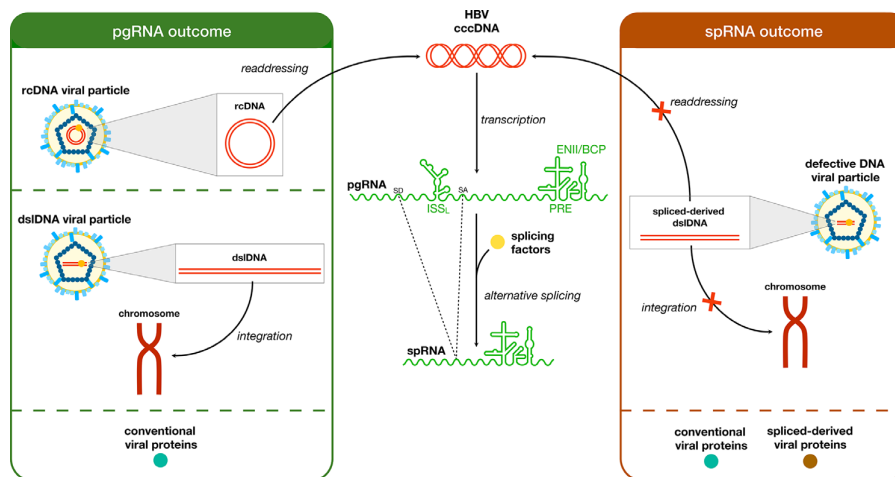 pgRNA outcome
readdressing
rcDNA viral particle
rcDNA
dslDNA viral particle
dslDNA
chromosome
integration
conventional
viral proteins
HBV
cccDNA
transcription
ENII/BCP
pgRNA
SD
SA
ISSL
PRE
splicing
factors
alternative splicing
spRNA
spRNA outcome
readdressing
defective DNA
viral particle
spliced-derived
dslDNA
integration
chromosome
conventional
viral proteins
spliced-derived
viral proteins